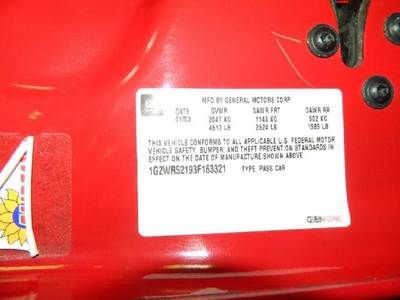 MFD BY GENERAL MOTORS CORP
DATE GVWR GAWR FRT GAWR RR
01/03 2047 KG 1145 KG 902 KG
4513 LB 2524 LB 1989 LB
THIS VEHICLE CONFORMS TO ALL APPLICABLE U.S. FEDERAL MOTOR
VEHICLE SAFETY, BUMPER, AND THEFT PREVENTION STANDARDS IN
EFFECT ON THE DATE OF MANUFACTURE SHOWN ABOVE.
1G2WR52193F163321 TYPE: PASS CAR